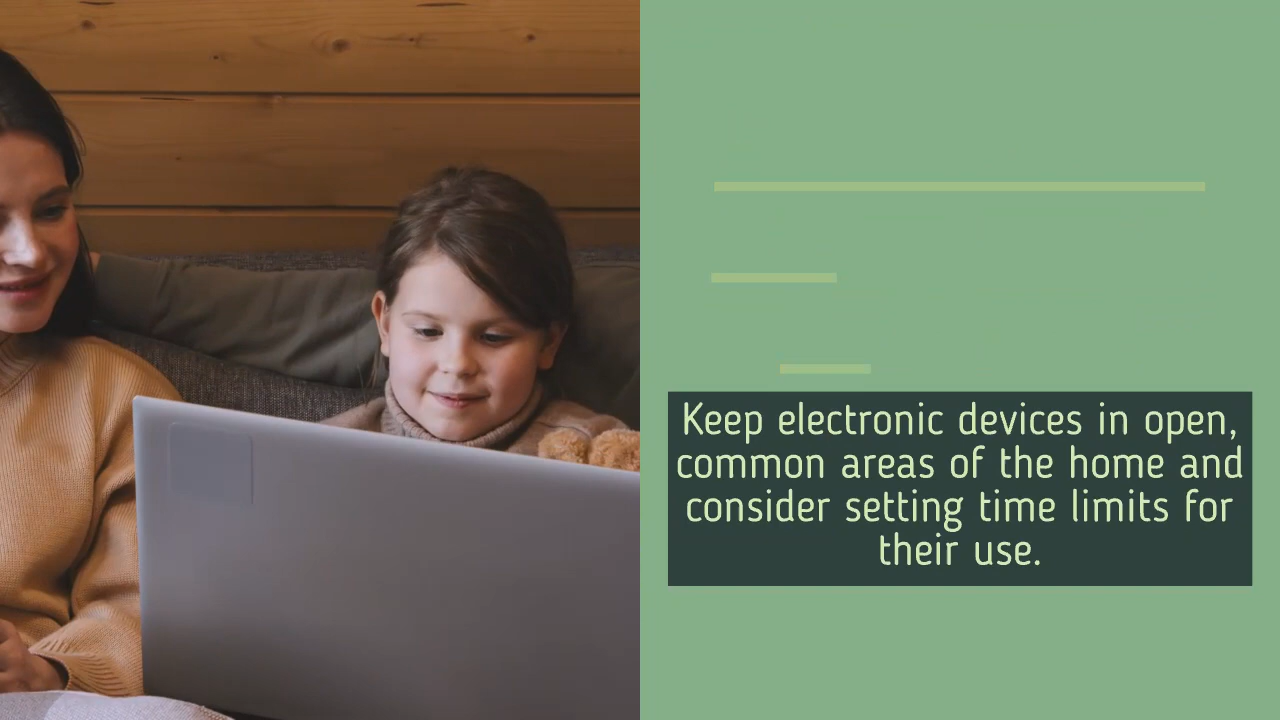 Keep electronic devices in open,
common areas of the home and
consider setting time limits for
their use.